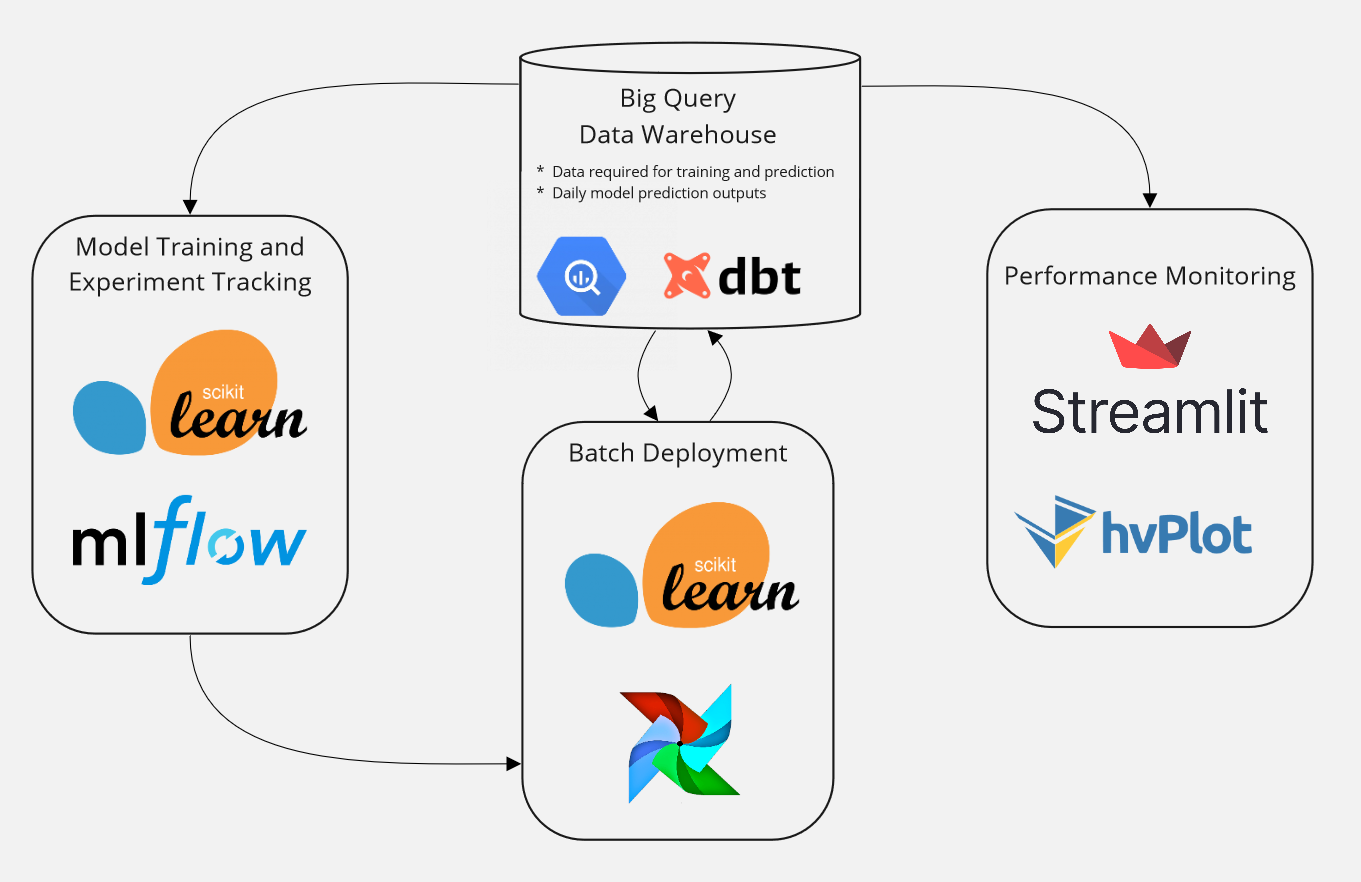 Big Query
Data Warehouse
* Data required for training and prediction
* Daily model prediction outputs
dbt
Model Training and
Experiment Tracking
scikit
learn
mlflow
Performance Monitoring
Streamlit
hvPlot
Batch Deployment
scikit
learn